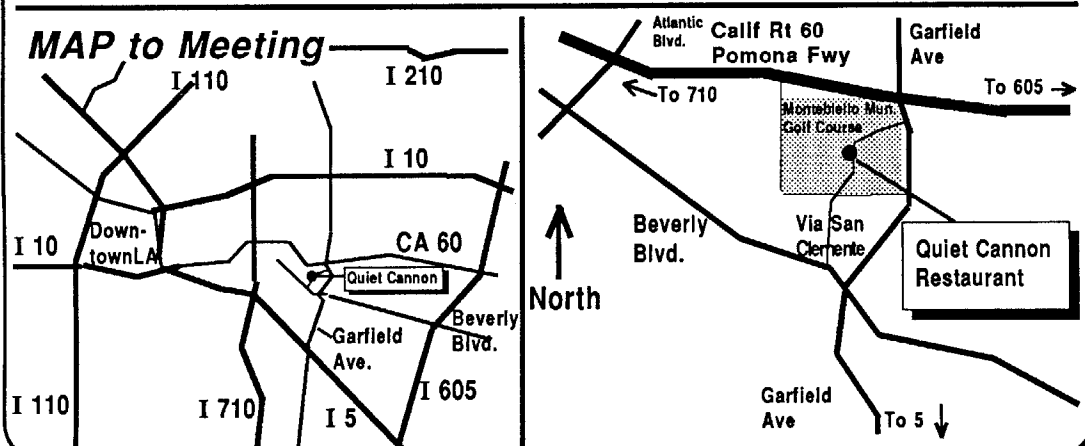 MAP to Meeting
I 210
I 110
I 10
Down-
townLA
I 10
CA 60
Quiet Cannon
Beverly
Blvd.
Garfield
Ave.
I 605
I 110
I 710
I 5
Atlantic
Blvd.
Calif Rt 60
Pomona Fwy
Garfield
Ave
To 710
To 605
Montebello Mun.
Golf Course
Beverly
Blvd.
Via San
Clemente
Quiet Cannon
Restaurant
North
Garfield
Ave
To 5